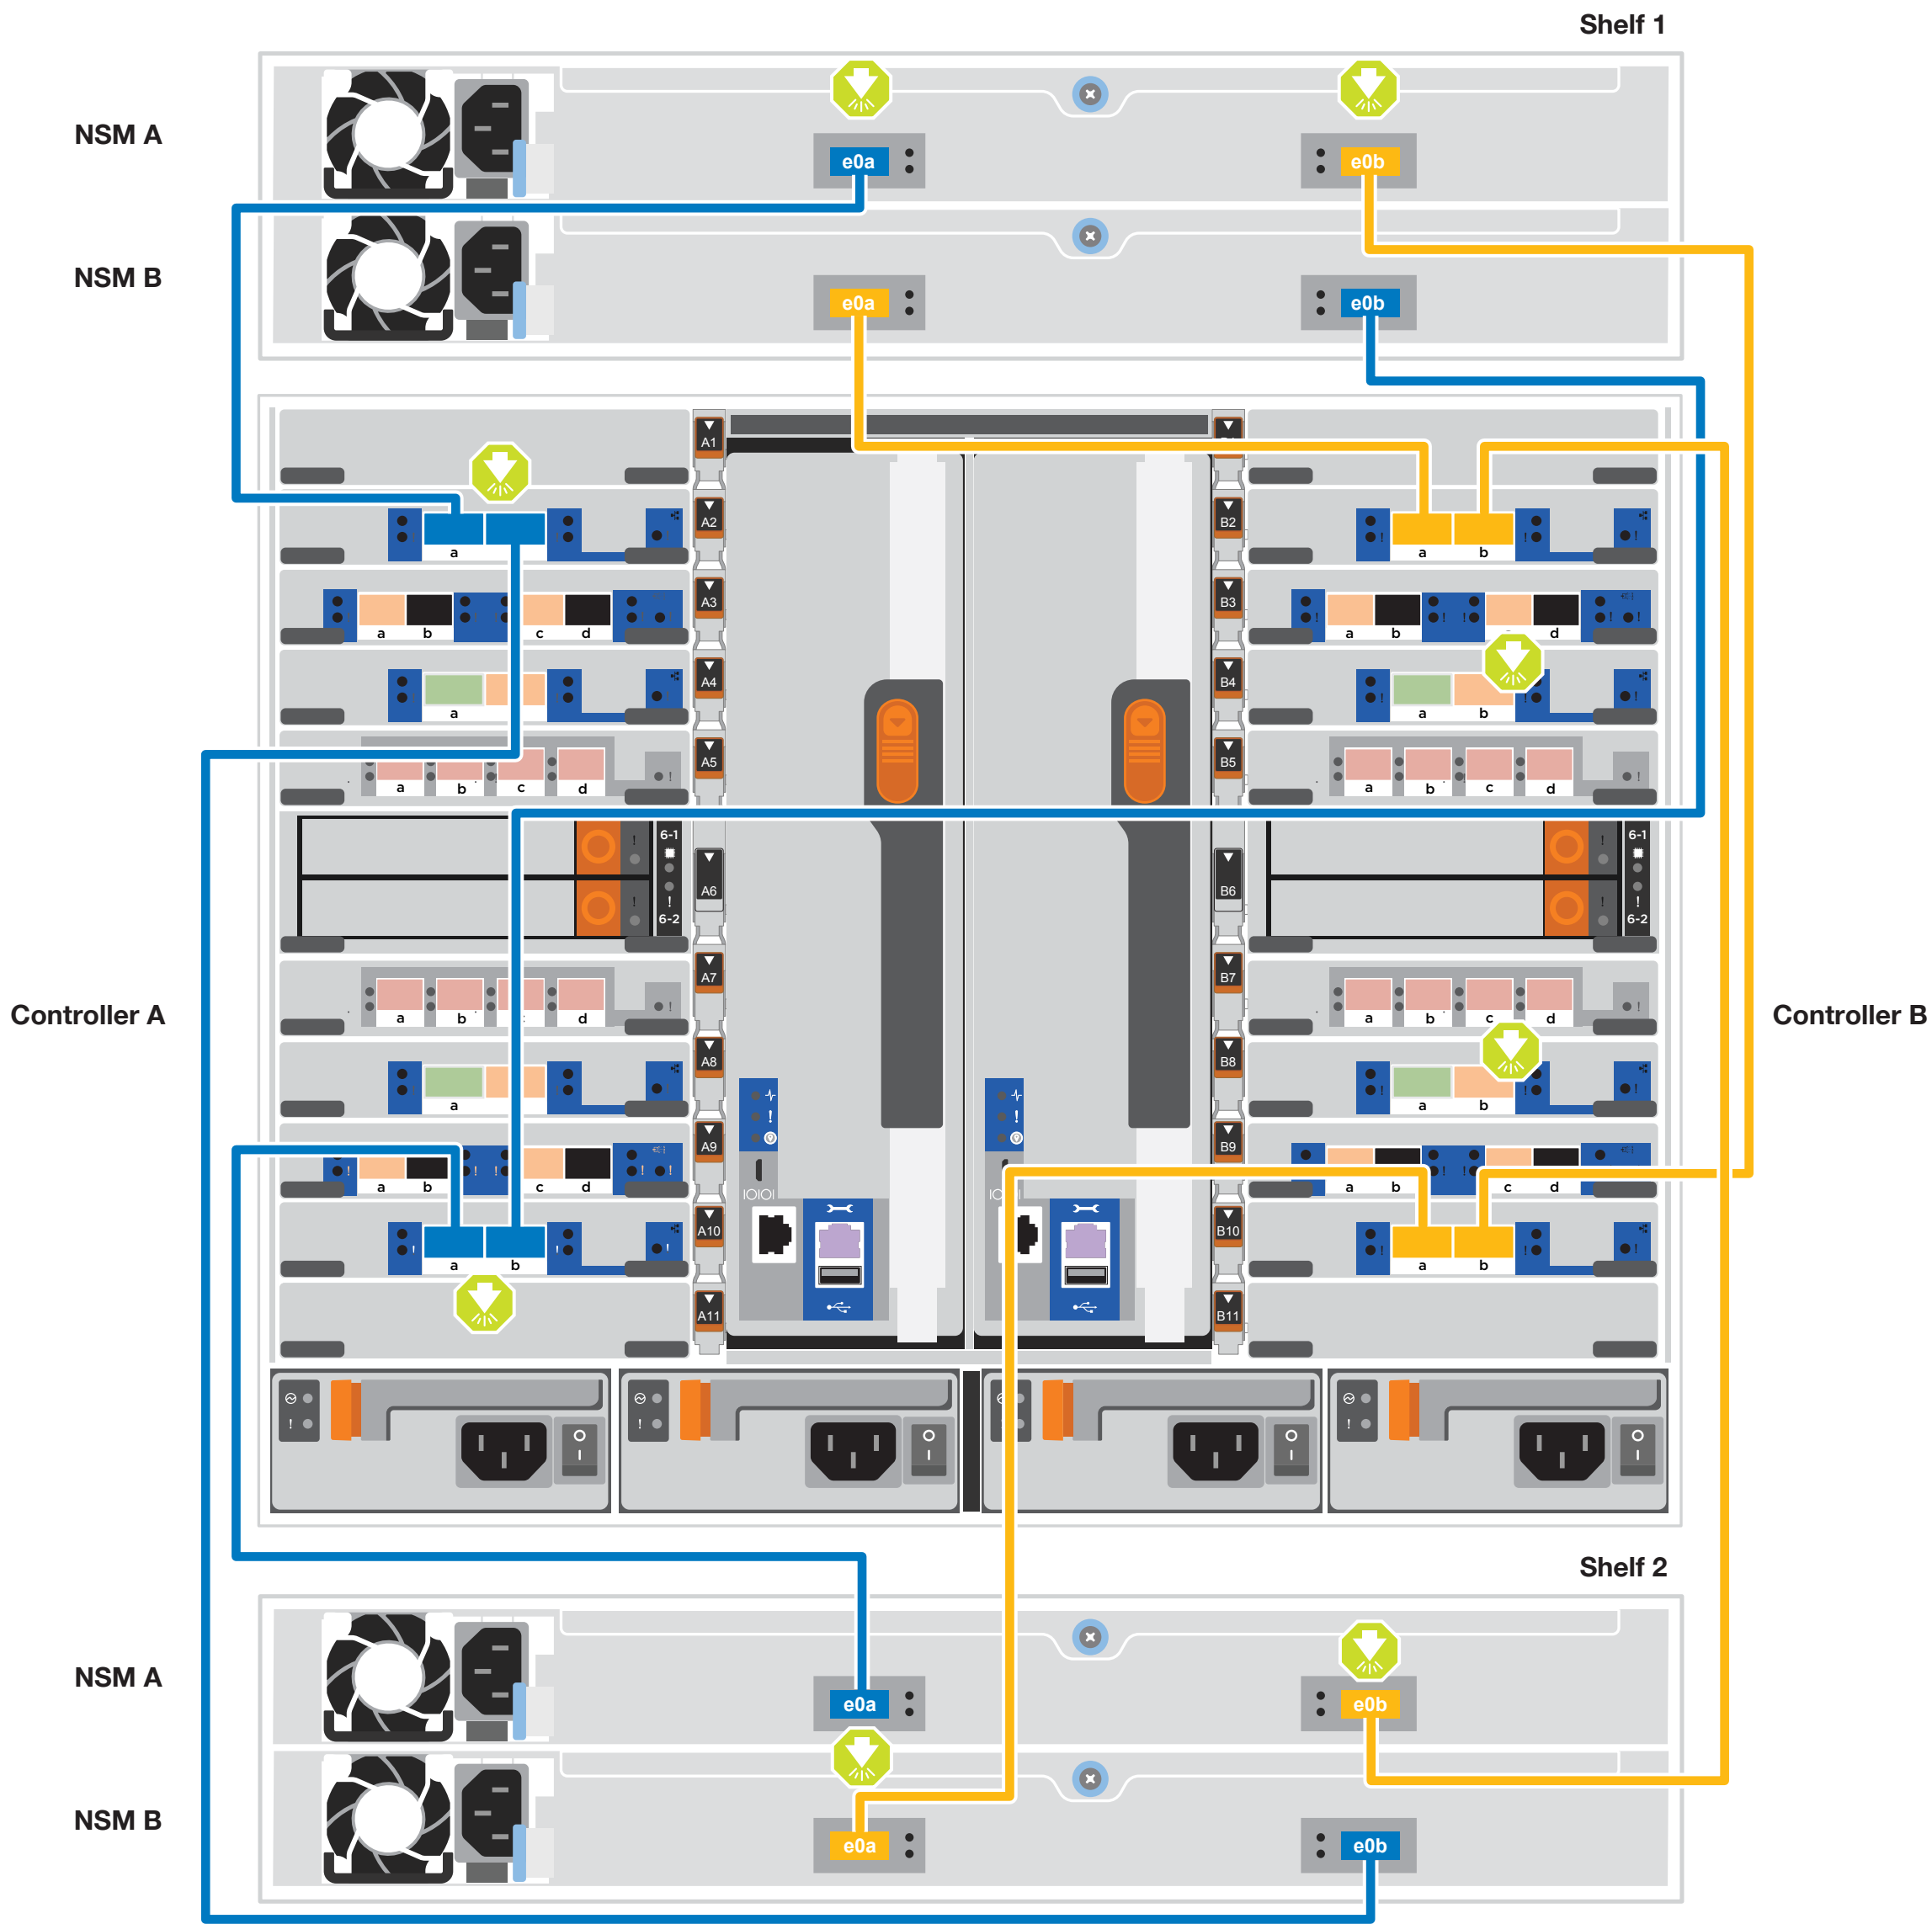 Shelf 1
NSM A
e0a e0b
NSM B
e0a e0b
A1
A2 B2
a a b
A3 B3
a b c d a b d
A4 B4
a a b
A5 B5
a b c d a b c d
6-1 6-1
A6 B6
! !
6-2 6-2
A7 B7
a b d a b c d
Controller A Controller B
A8 B8
a a b
A9 B9
a b c d a b c d
IOIOI
A10 B10
a b a b
A11 B11
Shelf 2
NSM A
e0a e0b
NSM B
e0a e0b